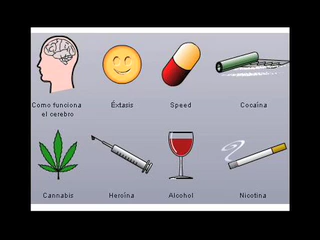 Como funciona
el cerebro
Éxtasis
Speed
Cocaína
Cannabis
Heroína
Alcohol
Nicotina